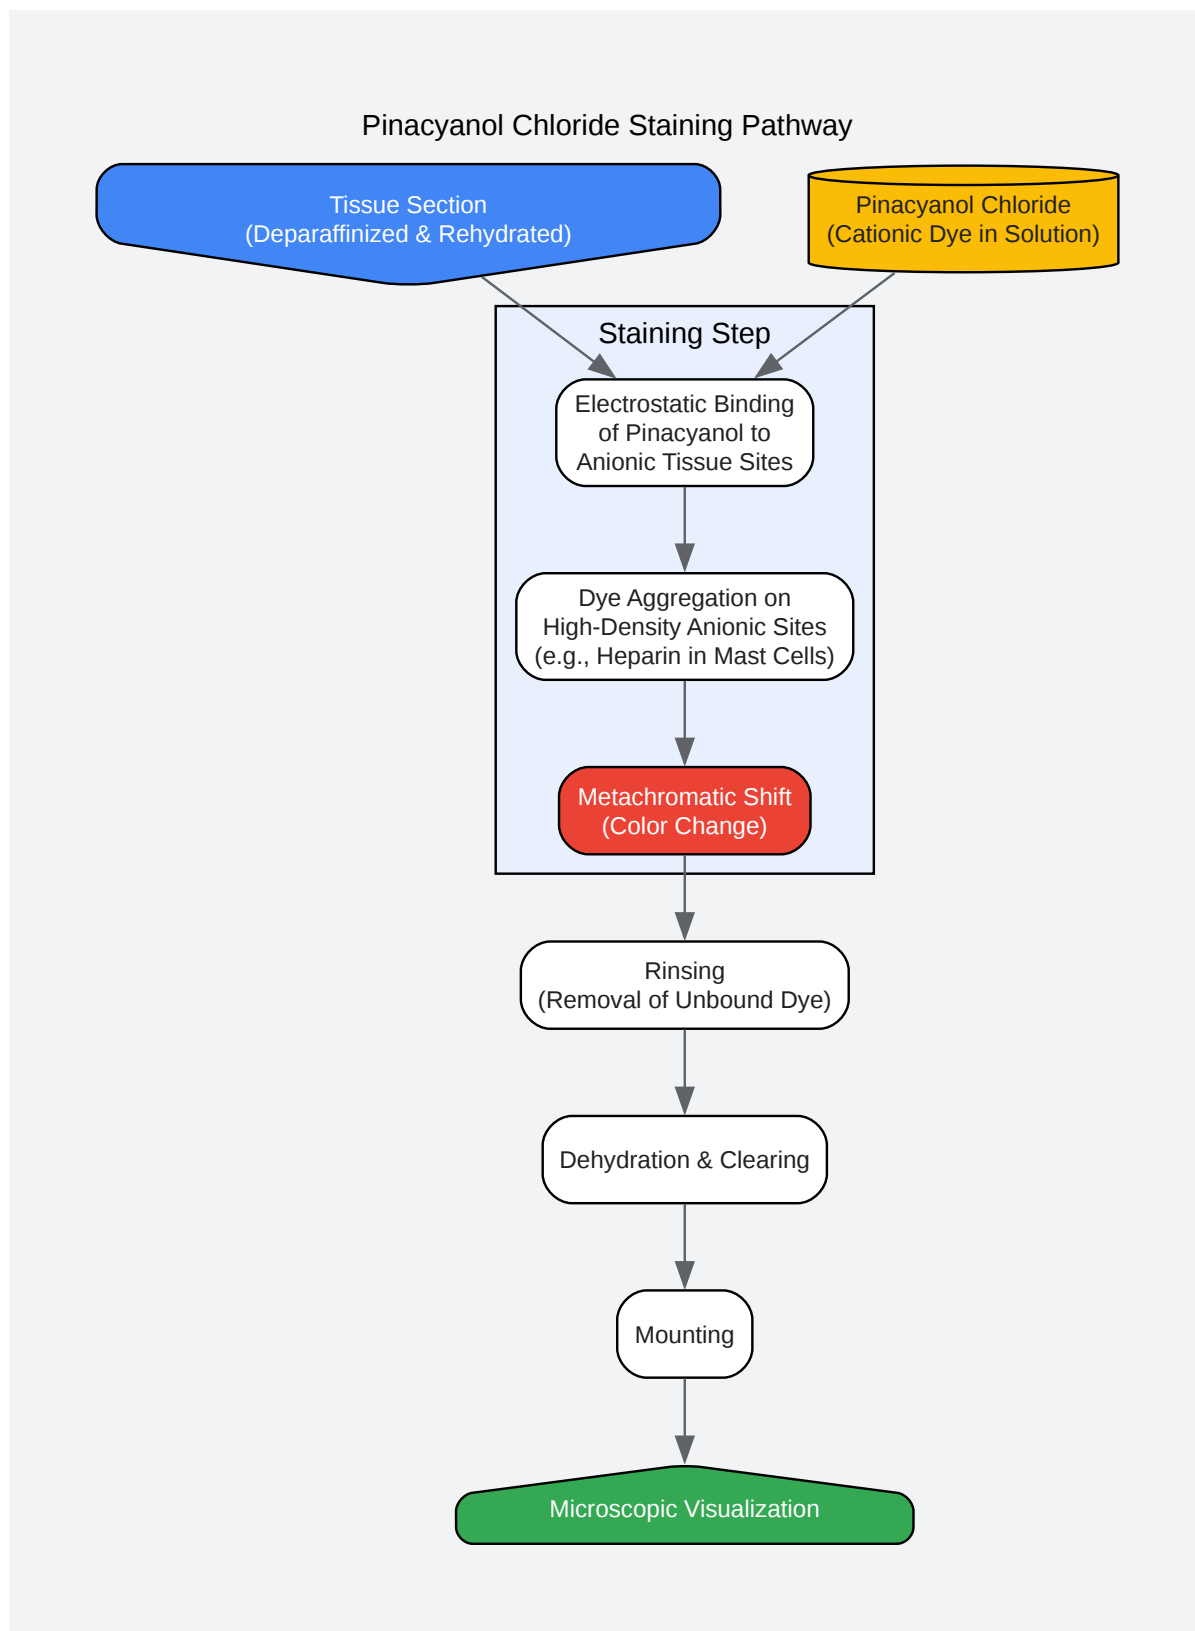 Pinacyanol Chloride Staining Pathway
Tissue Section
(Deparaffinized & Rehydrated)
Pinacyanol Chloride
(Cationic Dye in Solution)
Staining Step
Electrostatic Binding
of Pinacyanol to
Anionic Tissue Sites
Dye Aggregation on
High-Density Anionic Sites
(e.g., Heparin in Mast Cells)
Metachromatic Shift
(Color Change)
Rinsing
(Removal of Unbound Dye)
Dehydration & Clearing
Mounting
Microscopic Visualization